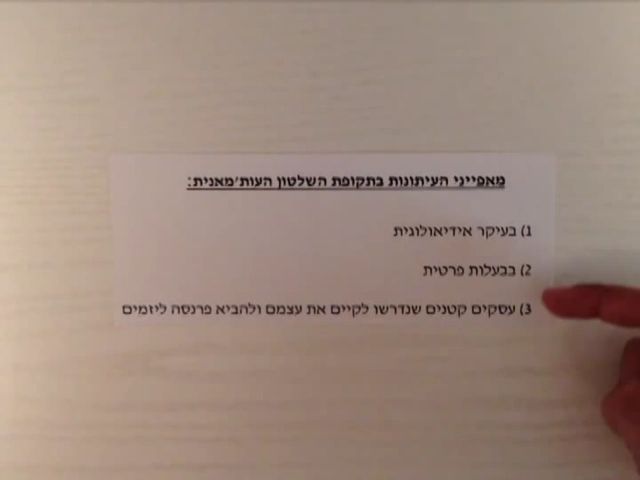 מאפייני העיתונות בתקופת השלטון העות'מאנית:
1) בעיקר אידיאולוגית
2) בבעלות פרטית
3) עסקים קטנים שנדרשו לקיים את עצמם ולהביא פרנסה ליזמים